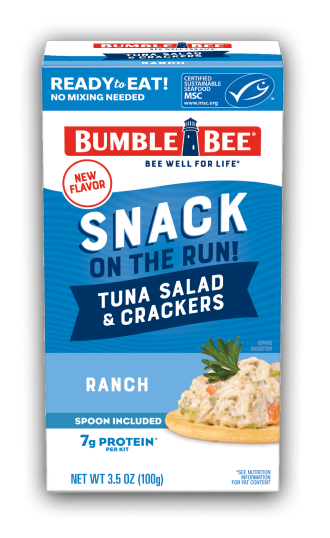 BUMBLE BEE®
RANCH
READY to EAT!
NO MIXING NEEDED
CERTIFIED
SUSTAINABLE
SEAFOOD
MSC
www.msc.org
BUMBLE BEE®
BEE WELL FOR LIFE®
NEW
FLAVOR
SNACK
ON THE RUN!
TUNA SALAD
& CRACKERS
SERVING
SUGGESTION
RANCH
SPOON INCLUDED
7g PROTEIN*
PER KIT
NET WT 3.5 OZ (100g)
*SEE NUTRITION
INFORMATION
FOR FAT CONTENT